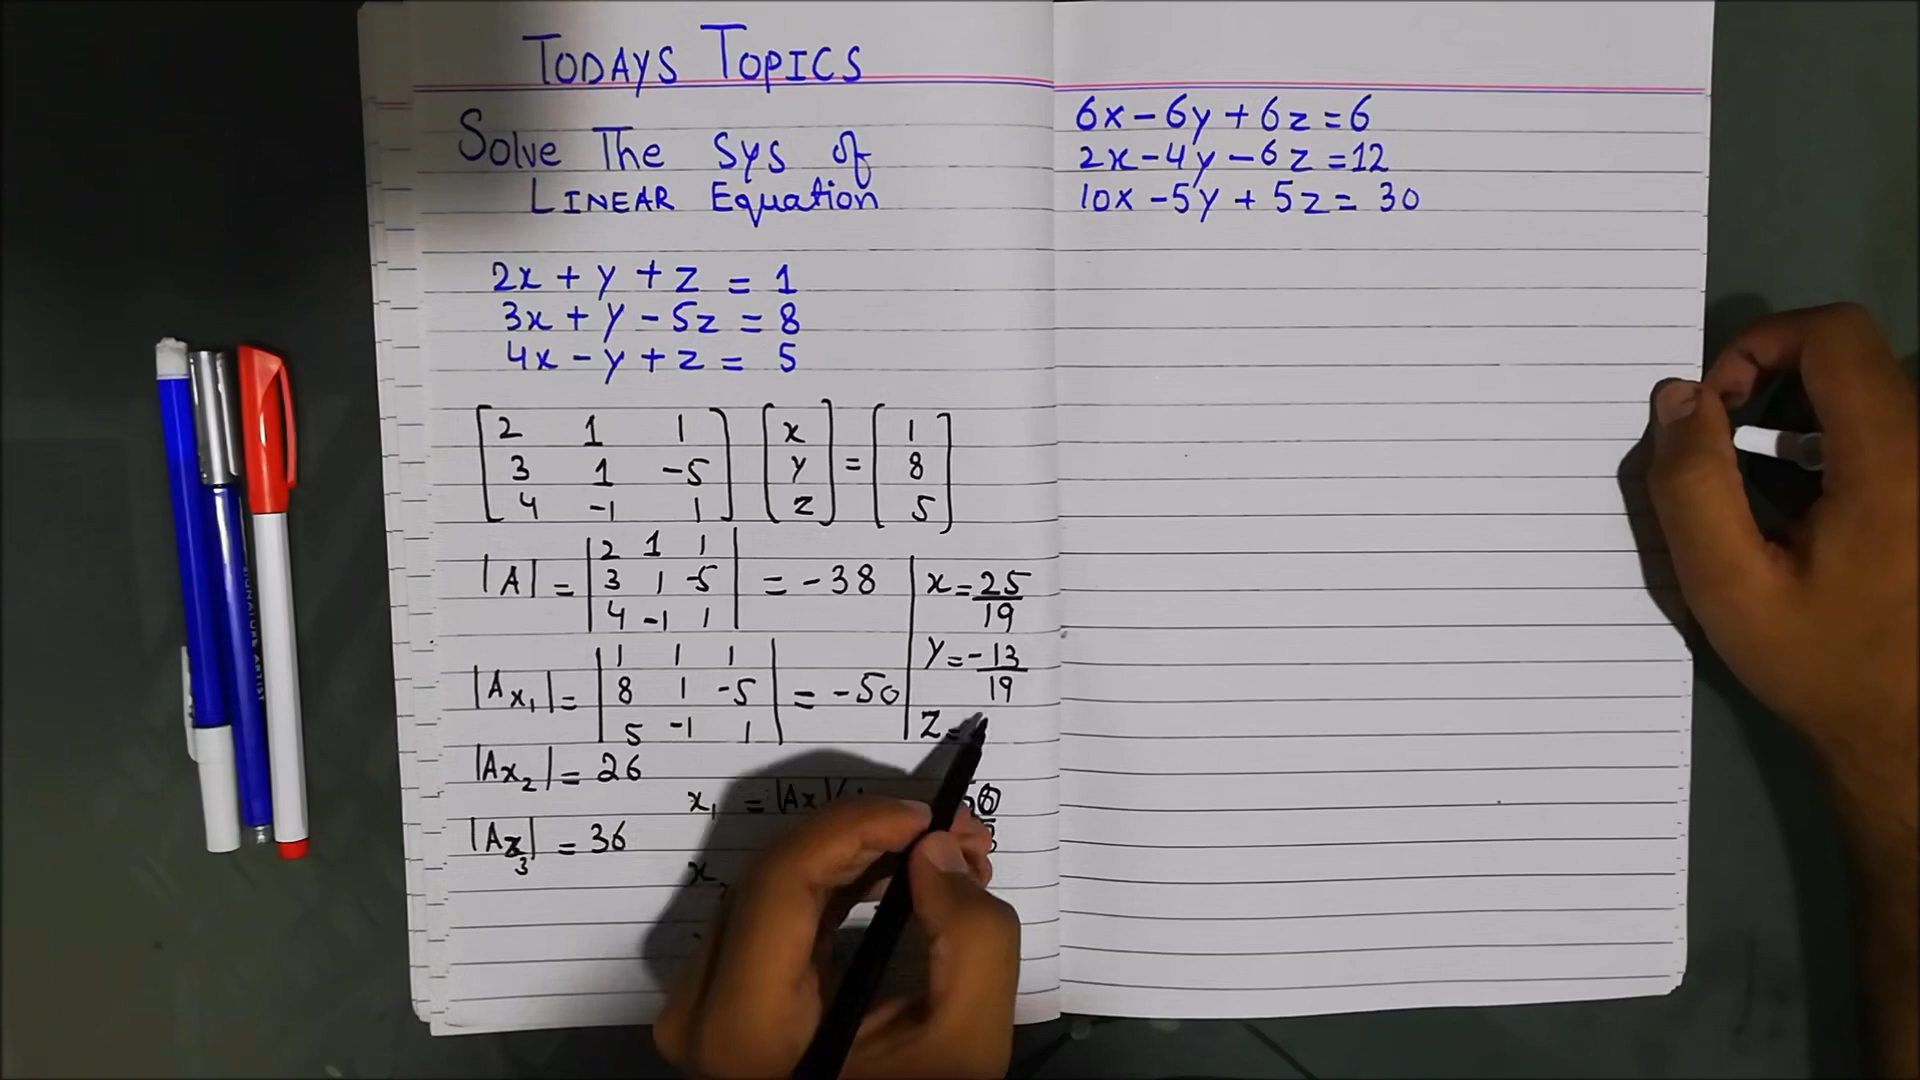 TODAYS TOPICS
Solve The Sys of
LINEAR Equation
2x + y + z = 1
3x + y - 5z = 8
4x - y + z = 5
[2 1 1] [x] = [1]
[3 1 -5] [y] = [8]
[4 -1 1] [z] = [5]
|A| = |2 1 1|
|3 1 -5| = -38
|4 -1 1|
|Ax₁| = |1 1 1|
|8 1 -5| = -50
|5 -1 1|
|Ax₂| = 26
|Az₃| = 36
x₁ = |Ax|
x = 25/19
y = -13/19
z =
6x - 6y + 6z = 6
2x - 4y - 6z = 12
10x - 5y + 5z = 30